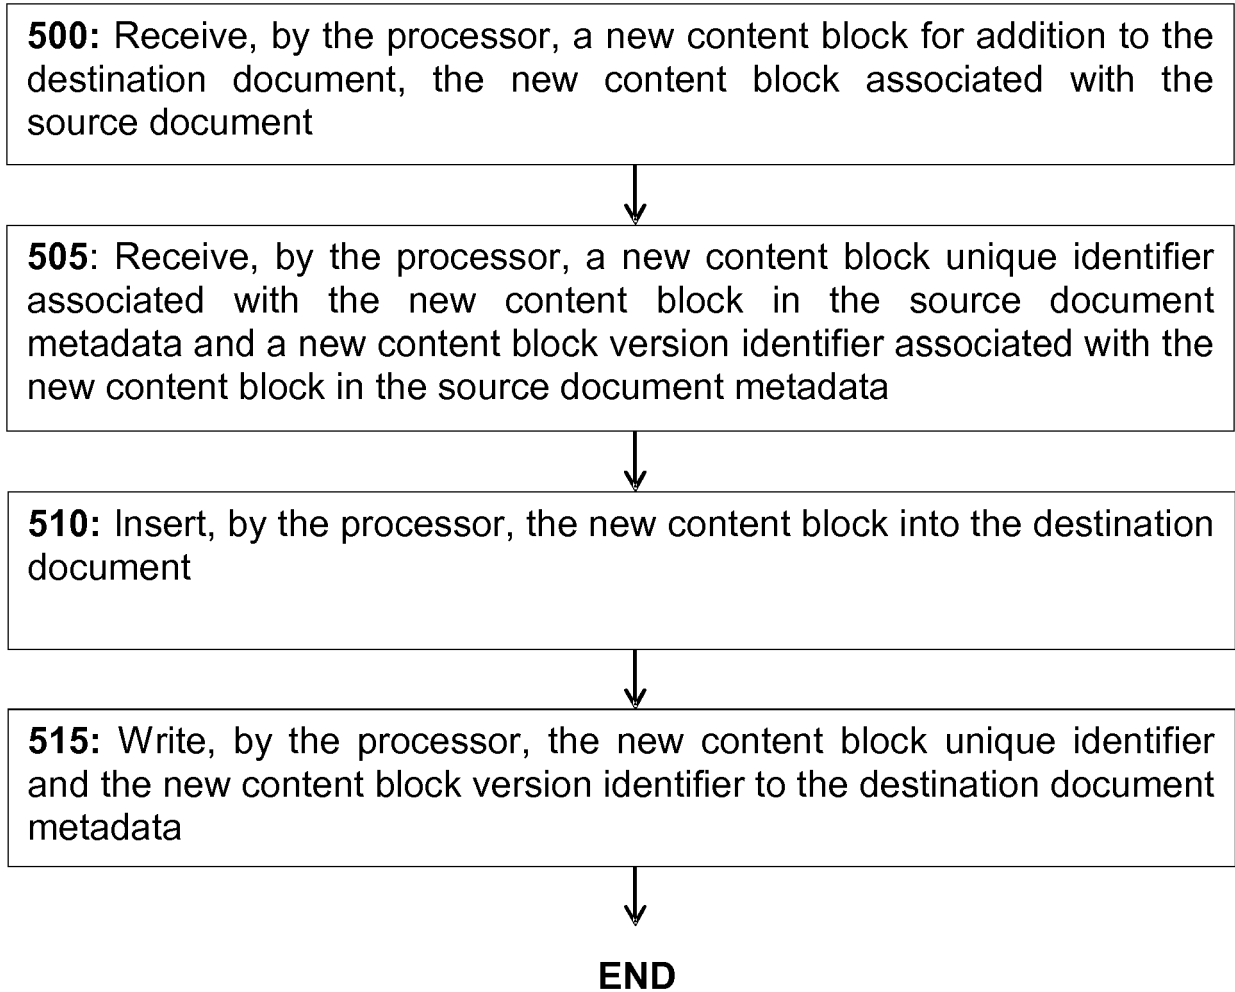 500: Receive, by the processor, a new content block for addition to the
destination document, the new content block associated with the
source document
505: Receive, by the processor, a new content block unique identifier
associated with the new content block in the source document
metadata and a new content block version identifier associated with the
new content block in the source document metadata
510: Insert, by the processor, the new content block into the destination
document
515: Write, by the processor, the new content block unique identifier
and the new content block version identifier to the destination document
metadata
END